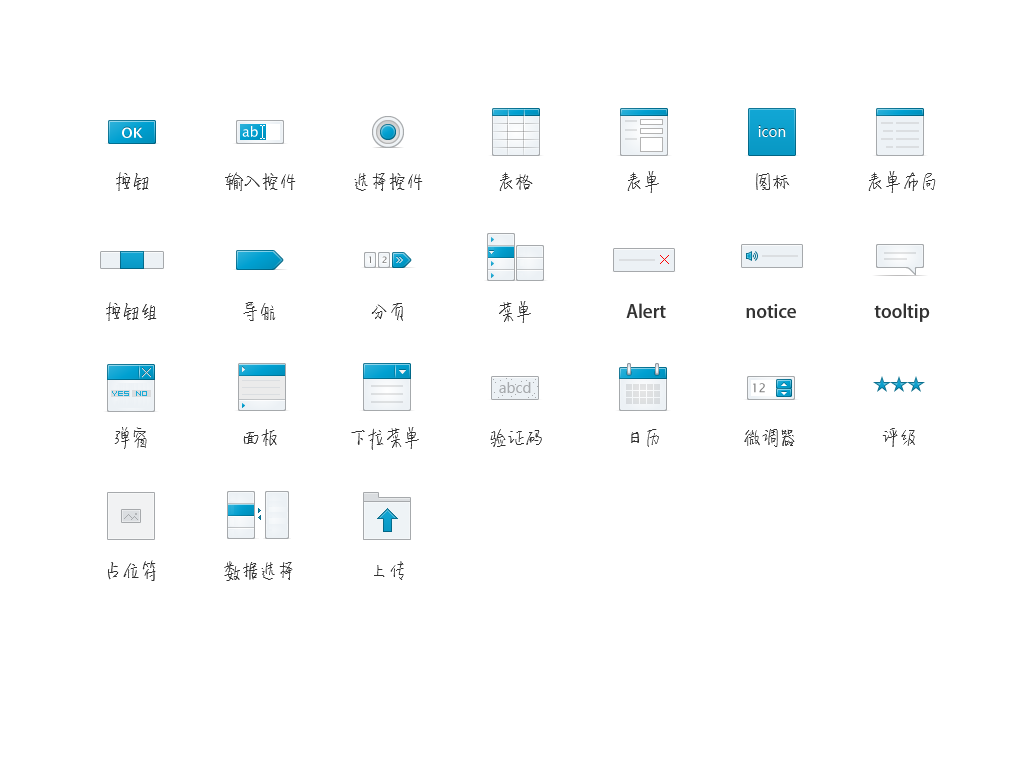 OK
ab
icon
按钮 输入控件 选择控件 表格 表单 图标 表单布局
1 2 »
按钮组 导航 分页 菜单 Alert notice tooltip
YES NO
abcd
12
弹窗 面板 下拉菜单 验证码 日历 微调器 评级
占位符 数据选择 上传